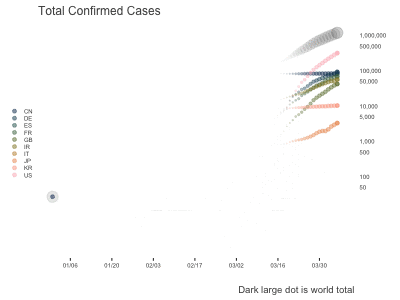 Total Confirmed Cases
1,000,000
500,000
100,000
50,000
10,000
5,000
1,000
500
100
50
CN
DE
ES
FR
GB
IR
IT
JP
KR
US
01/06 01/20 02/03 02/17 03/02 03/16 03/30
Dark large dot is world total